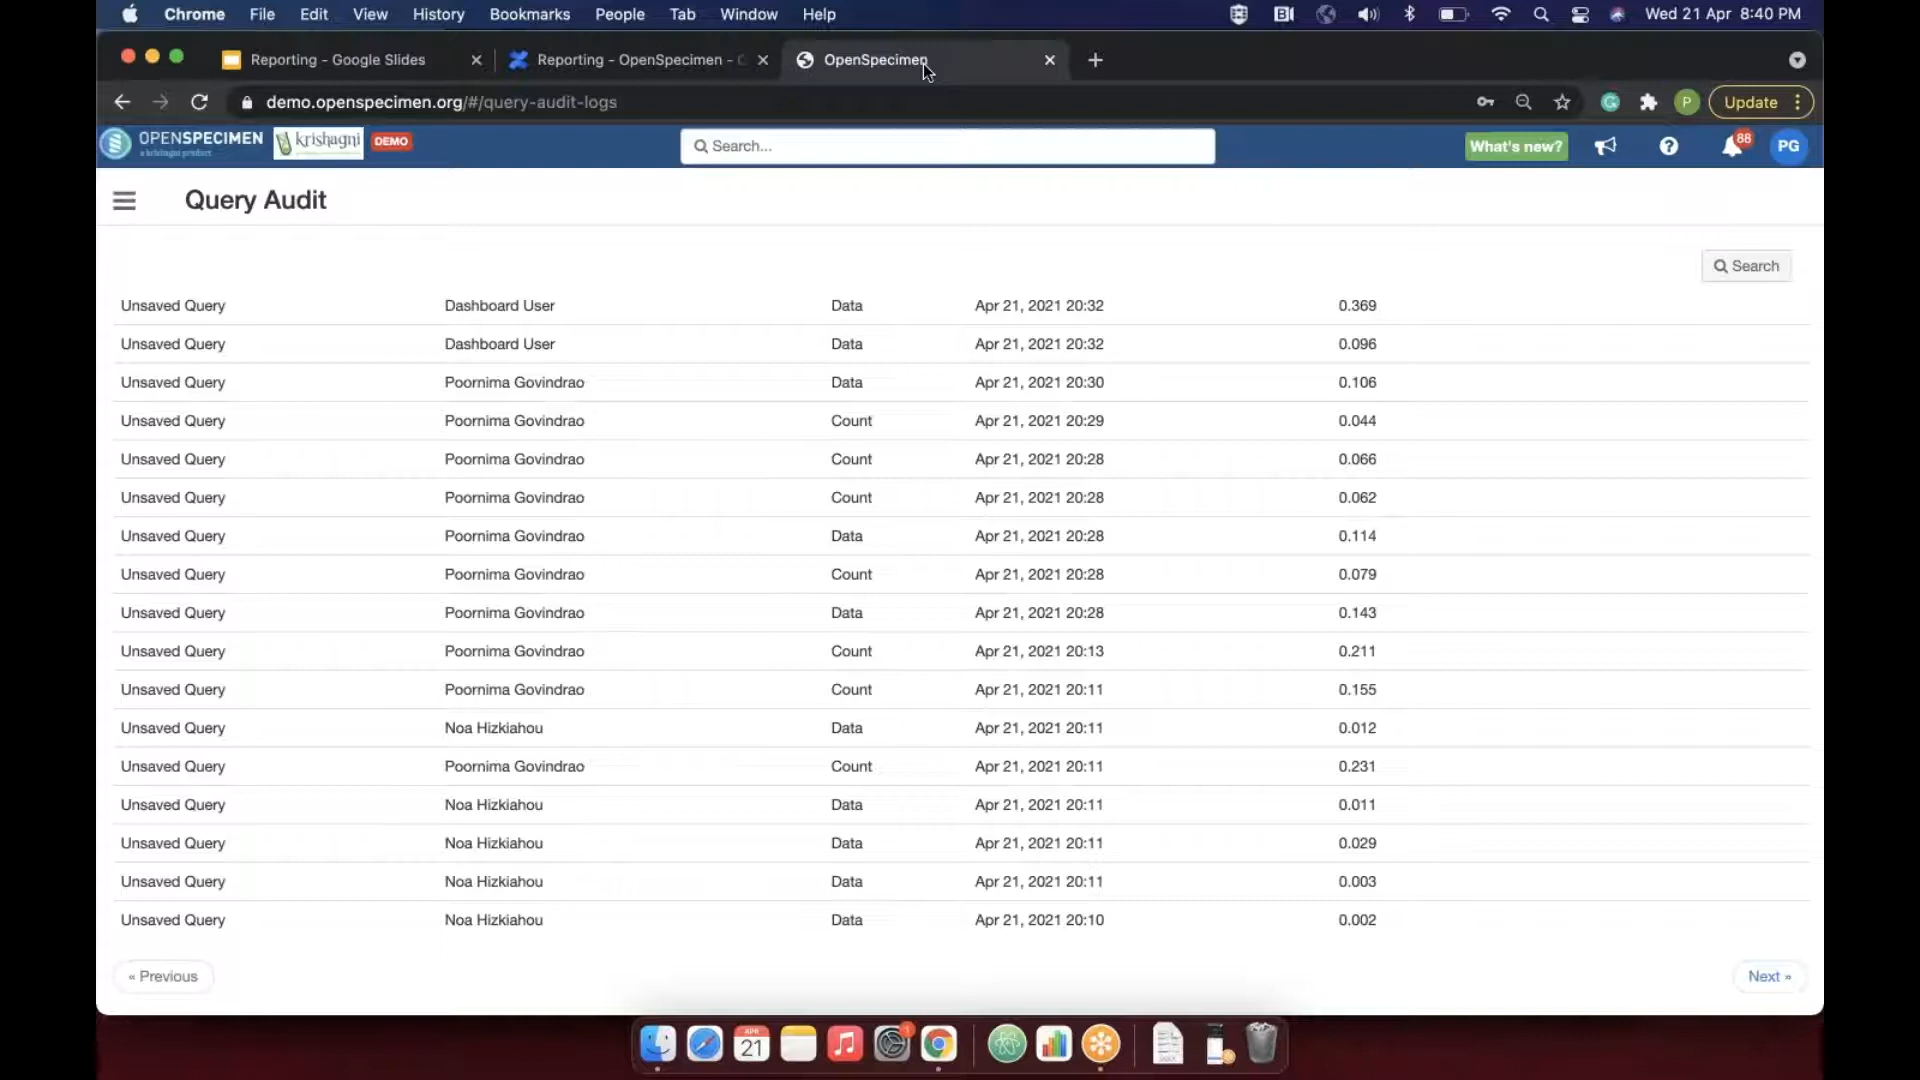 Chrome File Edit View History Bookmarks People Tab Window Help Wed 21 Apr 8:40 PM
Reporting - Google Slides Reporting - OpenSpecimen - OpenSpecimen
demo.openspecimen.org/#/query-audit-logs P Update
OPENSPECIMEN krishagni DEMO Search... What's new? 88 PG
a krishagni product
Query Audit
Search
Unsaved Query Dashboard User Data Apr 21, 2021 20:32 0.369
Unsaved Query Dashboard User Data Apr 21, 2021 20:32 0.096
Unsaved Query Poornima Govindrao Data Apr 21, 2021 20:30 0.106
Unsaved Query Poornima Govindrao Count Apr 21, 2021 20:29 0.044
Unsaved Query Poornima Govindrao Count Apr 21, 2021 20:28 0.066
Unsaved Query Poornima Govindrao Count Apr 21, 2021 20:28 0.062
Unsaved Query Poornima Govindrao Data Apr 21, 2021 20:28 0.114
Unsaved Query Poornima Govindrao Count Apr 21, 2021 20:28 0.079
Unsaved Query Poornima Govindrao Data Apr 21, 2021 20:28 0.143
Unsaved Query Poornima Govindrao Count Apr 21, 2021 20:13 0.211
Unsaved Query Poornima Govindrao Count Apr 21, 2021 20:11 0.155
Unsaved Query Noa Hizkiahou Data Apr 21, 2021 20:11 0.012
Unsaved Query Poornima Govindrao Count Apr 21, 2021 20:11 0.231
Unsaved Query Noa Hizkiahou Data Apr 21, 2021 20:11 0.011
Unsaved Query Noa Hizkiahou Data Apr 21, 2021 20:11 0.029
Unsaved Query Noa Hizkiahou Data Apr 21, 2021 20:11 0.003
Unsaved Query Noa Hizkiahou Data Apr 21, 2021 20:10 0.002
« Previous Next »
APR 1
21